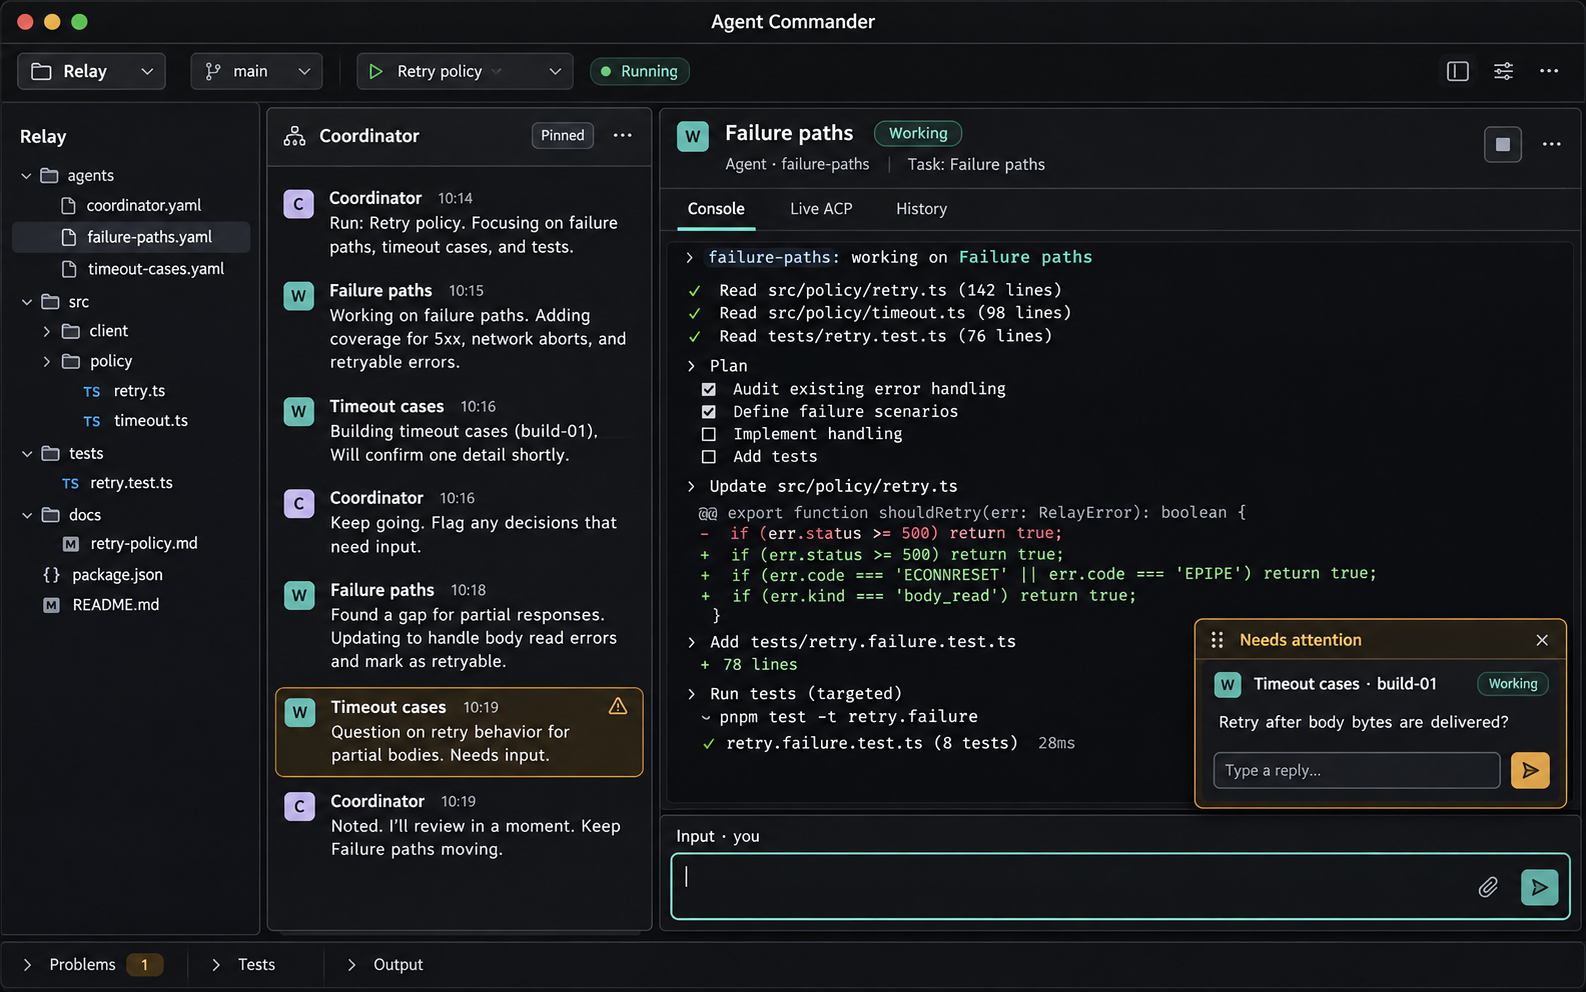 Agent Commander
Relay
main
Retry policy
Running
Relay
agents
coordinator.yaml
failure-paths.yaml
timeout-cases.yaml
src
client
policy
TS retry.ts
TS timeout.ts
tests
TS retry.test.ts
docs
M retry-policy.md
{} package.json
M README.md
Coordinator
Pinned
C
Coordinator 10:14
Run: Retry policy. Focusing on failure
paths, timeout cases, and tests.
W
Failure paths 10:15
Working on failure paths. Adding
coverage for 5xx, network aborts, and
retryable errors.
W
Timeout cases 10:16
Building timeout cases (build-01),
Will confirm one detail shortly.
C
Coordinator 10:16
Keep going. Flag any decisions that
need input.
W
Failure paths 10:18
Found a gap for partial responses.
Updating to handle body read errors
and mark as retryable.
W
Timeout cases 10:19
Question on retry behavior for
partial bodies. Needs input.
C
Coordinator 10:19
Noted. I'll review in a moment. Keep
Failure paths moving.
W
Failure paths Working
Agent · failure-paths | Task: Failure paths
Console Live ACP History
failure-paths: working on Failure paths
✓ Read src/policy/retry.ts (142 lines)
✓ Read src/policy/timeout.ts (98 lines)
✓ Read tests/retry.test.ts (76 lines)
Plan
Audit existing error handling
Define failure scenarios
Implement handling
Add tests
Update src/policy/retry.ts
@@ export function shouldRetry(err: RelayError): boolean {
- if (err.status >= 500) return true;
+ if (err.status >= 500) return true;
+ if (err.code === 'ECONNRESET' || err.code === 'EPIPE') return true;
+ if (err.kind === 'body_read') return true;
}
Add tests/retry.failure.test.ts
+ 78 lines
Run tests (targeted)
pnpm test -t retry.failure
✓ retry.failure.test.ts (8 tests) 28ms
Needs attention
W
Timeout cases · build-01 Working
Retry after body bytes are delivered?
Type a reply...
Input · you
Problems 1
Tests
Output